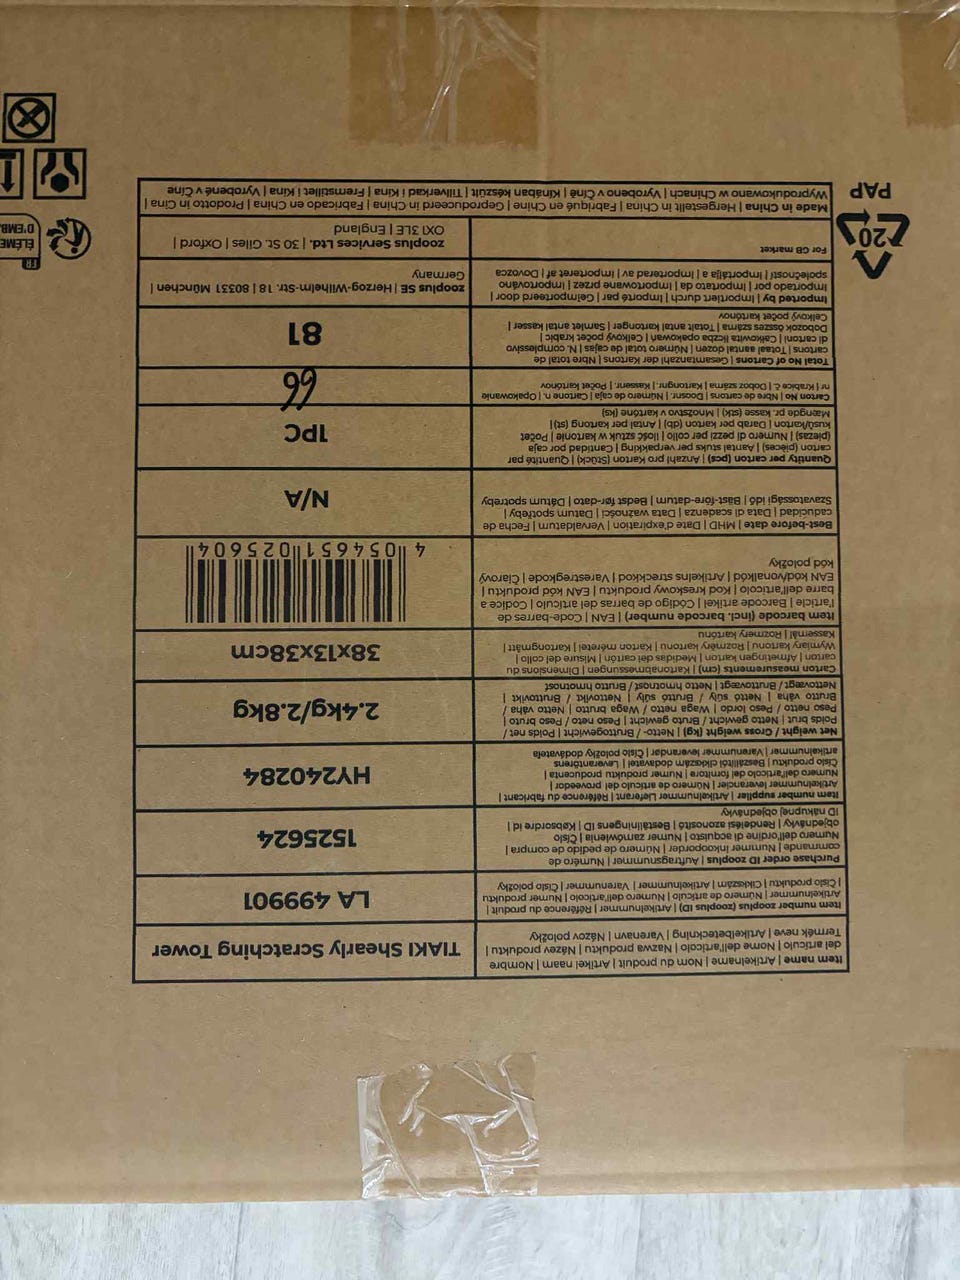 Item name | Artikelname | Nom du produit | Artikel naam | Nombre
del artículo | Nome dell'articolo | Nazwa produktu | Název produktu |
Termék neve | Artikelbeteckning | Varenavn | Názov položky
TIAKI Shearly Scratching Tower
Item number zooplus (zooplus ID) | Artikelnummer | Référence du produit |
Artikelnummer | Número de artículo | Numero dell'articolo | Numer produktu
| Číslo produktu | Cikkszám | Artikelnummer | Varenummer | Číslo položky
LA 499901
Purchase order ID zooplus | Auftragsnummer | Numéro de
commande | Nummer inkooporder | Número de pedido de compra |
Numero dell'ordine di acquisto | Numer zamówienia | Číslo
objednávky | Rendelési azonosító | Beställningens ID | Købsordre id |
ID nákupnej objednávky
1525624
Item number supplier | Artikelnummer Lieferant | Référence du fabricant |
Artikelnummer leverancier | Número de artículo del proveedor |
Numero dell'articolo del fornitore | Numer produktu producenta |
Číslo produktu | Beszállítói cikkszám dodavatel | Leverantörens
artikelnummer | Varenummer leverandør | Číslo položky dodávateľa
HY240284
Net weight / Gross weight (kg) | Netto- / Bruttogewicht | Poids net /
Poids brut | Netto gewicht / Bruto gewicht | Peso neto / Peso bruto |
Peso netto / Peso lordo | Waga netto / Waga brutto | Netto váha /
Brutto váha | Nettó súly / Bruttó súly | Nettovikt / Bruttovikt |
Nettovægt / Bruttovægt | Netto hmotnosť / Brutto hmotnosť
2.4kg/2.8kg
Carton measurements (cm) | Kartonabmessungen | Dimensions du
carton | Afmetingen karton | Medidas del cartón | Misure del collo |
Wymiary kartonu | Rozměry kartonu | Karton méretei | Kartongmått |
Kassemål | Rozmery kartónu
38x13x38cm
Item barcode (incl. barcode number) | EAN | Code-barres de
l'article | Barcode artikel | Código de barras del artículo | Codice a
barre dell'articolo | Kod kreskowy produktu | EAN kód produktu |
EAN kód/vonalkód | Artikelns streckkod | Varestregkode | Čiarový
kód položky
4 054651 025604
Best-before date | MHD | Date d'expiration | Vervaldatum | Fecha de
caducidad | Data di scadenza | Data ważności | Datum spotřeby |
Szavatossági idő | Bäst-före-datum | Bedst før-dato | Dátum spotreby
N/A
Quantity per carton (pcs) | Anzahl pro Karton (Stück) | Quantité par
carton (pièces) | Aantal stuks per verpakking | Cantidad por caja
(piezas) | Numero di pezzi per collo | Ilość sztuk w kartonie | Počet
kusů/karton | Darab per karton (db) | Antal per kartong (st) |
Mængde pr. kasse (stk) | Množstvo v kartóne (ks)
1PC
Carton No | Nbre de cartons | Doosnr. | Número de caja | Cartone n. | Opakowanie
nr | Krabice č. | Doboz száma | Kartongnr. | Kassenr. | Počet kartónov
66
Total No of Cartons | Gesamtanzahl der Kartons | Nbre total de
cartons | Totaal aantal dozen | Número total de cajas | N. complessivo
di cartoni | Całkowita liczba opakowań | Celkový počet krabic |
Dobozok összes száma | Totalt antal kartonger | Samlet antal kasser |
Celkový počet kartónov
81
Imported by | Importiert durch | Importé par | Geïmporteerd door |
Importado por | Importato da | Importowane przez | Importováno
společností | Importálja a | Importerad av | Importeret af | Dovozca
zooplus SE | Herzog-Wilhelm-Str. 18 | 80331 München |
Germany
For GB market
zooplus Services Ltd. | 30 St. Giles | Oxford |
OX1 3LE | England
Made in China | Hergestellt in China | Fabriqué en Chine | Geproduceerd in China | Fabricado en China | Prodotto in Cina |
Wyprodukowano w Chinach | Vyrobeno v Číně | Kínában készült | Tillverkad i Kina | Fremstillet i Kina | Vyrobené v Číne
20
PAP
FR